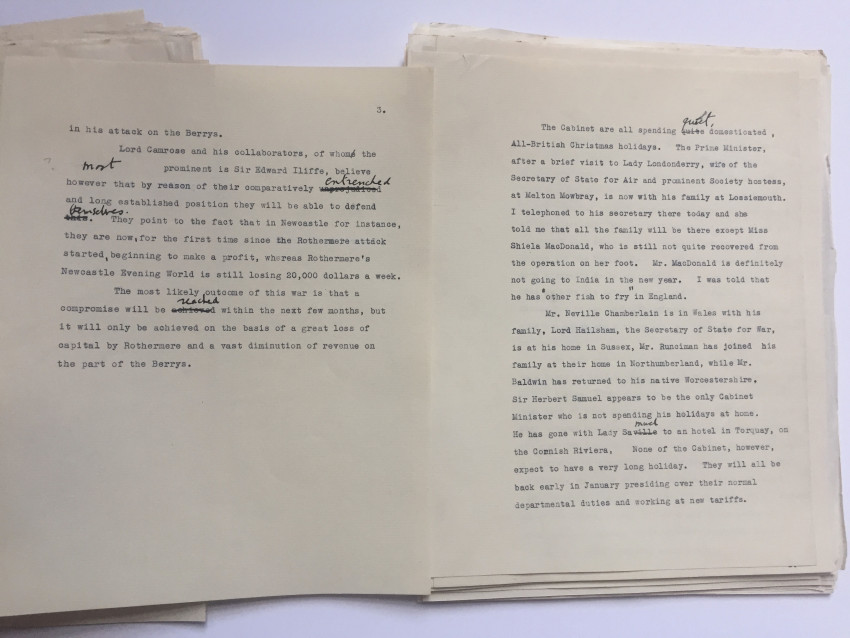 3.
in his attack on the Berrys.
Lord Camrose and his collaborators, of whom the
most prominent is Sir Edward Iliffe, believe
however that by reason of their comparatively unprejudiced entrenched
and long established position they will be able to defend
this. themselves. They point to the fact that in Newcastle for instance,
they are now, for the first time since the Rothermere attack
started, beginning to make a profit, whereas Rothermere's
Newcastle Evening World is still losing 20,000 dollars a week.
The most likely outcome of this war is that a
compromise will be achieved reached within the next few months, but
it will only be achieved on the basis of a great loss of
capital by Rothermere and a vast diminution of revenue on
the part of the Berrys.
The Cabinet are all spending quite quiet, domesticated,
All-British Christmas holidays. The Prime Minister,
after a brief visit to Lady Londonderry, wife of the
Secretary of State for Air and prominent Society hostess,
at Melton Mowbray, is now with his family at Lossiemouth.
I telephoned to his secretary there today and she
told me that all the family will be there except Miss
Shiela MacDonald, who is still not quite recovered from
the operation on her foot. Mr. MacDonald is definitely
not going to India in the new year. I was told that
he has "other fish to fry" in England.
Mr. Neville Chamberlain is in Wales with his
family, Lord Hailsham, the Secretary of State for War,
is at his home in Sussex, Mr. Runciman has joined his
family at their home in Northumberland, while Mr.
Baldwin has returned to his native Worcestershire.
Sir Herbert Samuel appears to be the only Cabinet
Minister who is not spending his holidays at home.
He has gone with Lady Saville much to an hotel in Torquay, on
the Cornish Riviera. None of the Cabinet, however,
expect to have a very long holiday. They will all be
back early in January presiding over their normal
departmental duties and working at new tariffs.